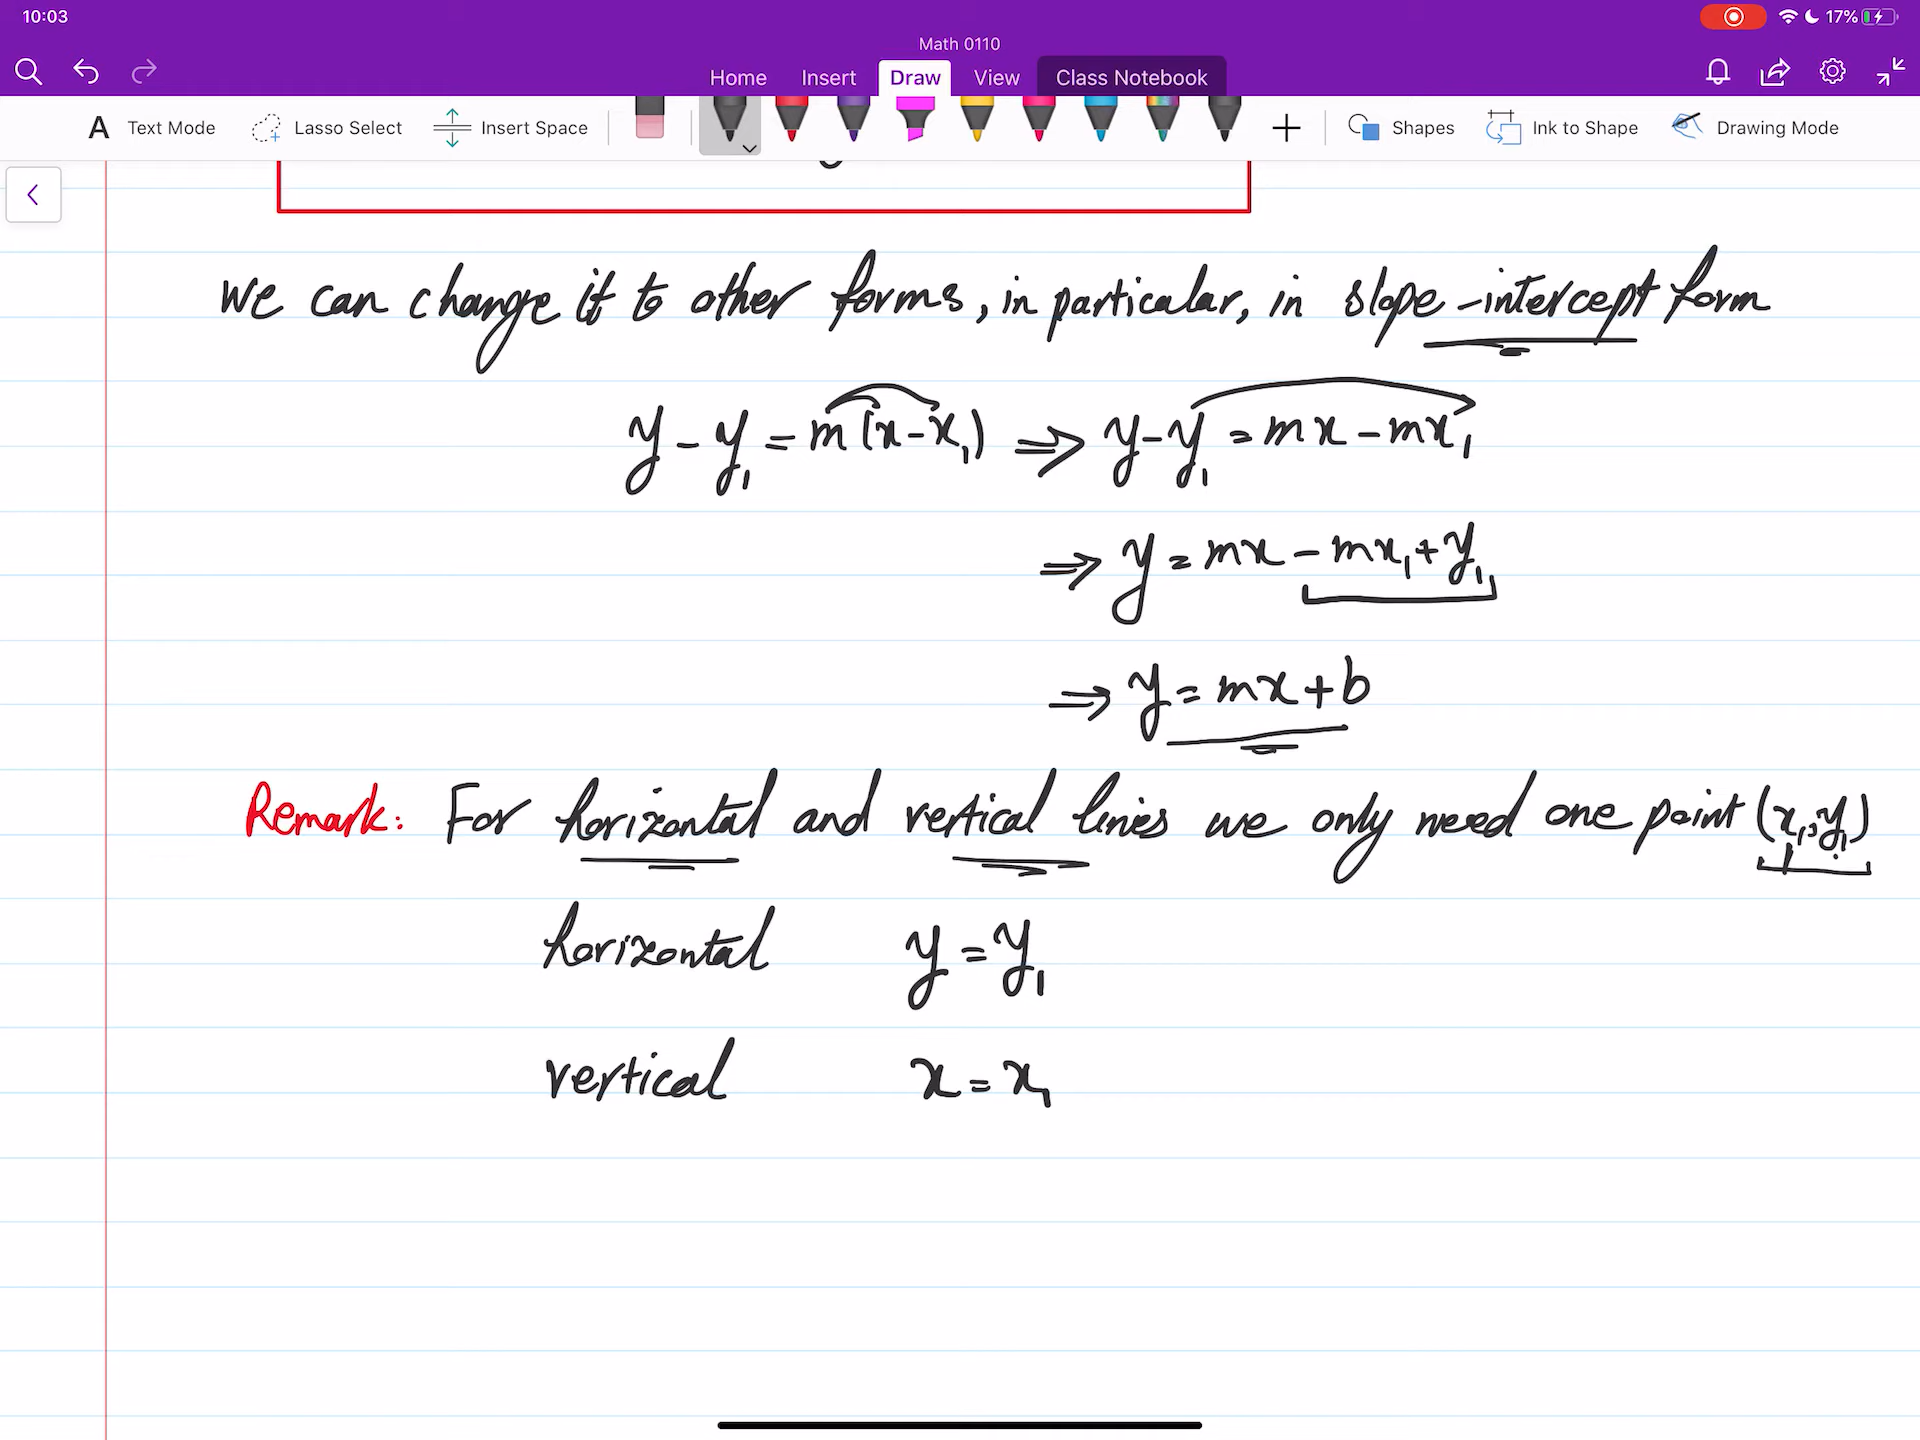 10:03
17%
Math 0110
Home Insert Draw View Class Notebook
A Text Mode Lasso Select Insert Space Shapes Ink to Shape Drawing Mode
We can change it to other forms, in particular, in slope-intercept form
y - y₁ = m(x - x₁) ⇒ y - y₁ = mx - mx₁
⇒ y = mx - mx₁ + y₁
⇒ y = mx + b
Remark: For horizontal and vertical lines we only need one point (x₁, y₁)
horizontal y = y₁
vertical x = x₁